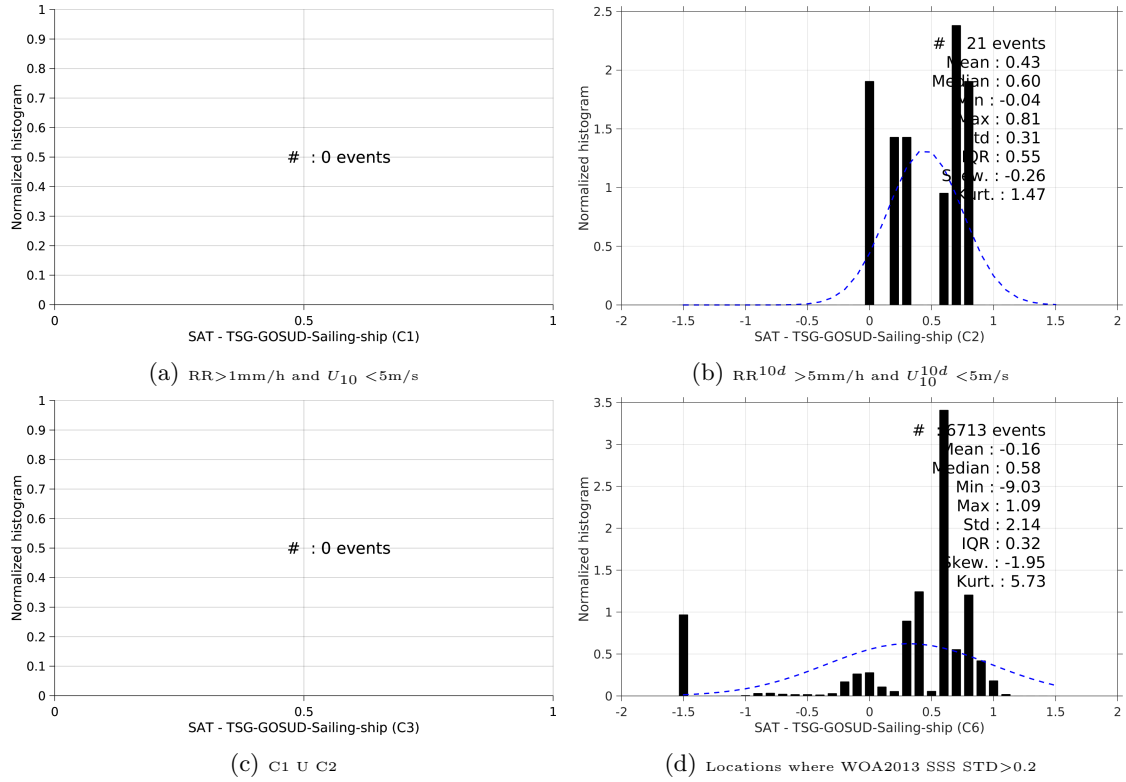 1
0.9
0.8
0.7
0.6
0.5
0.4
0.3
0.2
0.1
0
Normalized histogram
# : 0 events
0 0.5 1
SAT - TSG-GOSUD-Sailing-ship (C1)
(a) RR>1mm/h and U10 <5m/s
2.5
2
1.5
1
0.5
0
Normalized histogram
# : 21 events
Mean : 0.43
Median : 0.60
Min : -0.04
Max : 0.81
Std : 0.31
IQR : 0.55
Skew. : -0.26
Kurt. : 1.47
-2 -1.5 -1 -0.5 0 0.5 1 1.5 2
SAT - TSG-GOSUD-Sailing-ship (C2)
(b) RR10d >5mm/h and U10d10 <5m/s
1
0.9
0.8
0.7
0.6
0.5
0.4
0.3
0.2
0.1
0
Normalized histogram
# : 0 events
0 0.5 1
SAT - TSG-GOSUD-Sailing-ship (C3)
(c) C1 U C2
3.5
3
2.5
2
1.5
1
0.5
0
Normalized histogram
# : 6713 events
Mean : -0.16
Median : 0.58
Min : -9.03
Max : 1.09
Std : 2.14
IQR : 0.32
Skew. : -1.95
Kurt. : 5.73
-2 -1.5 -1 -0.5 0 0.5 1 1.5 2
SAT - TSG-GOSUD-Sailing-ship (C6)
(d) Locations where WOA2013 SSS STD>0.2